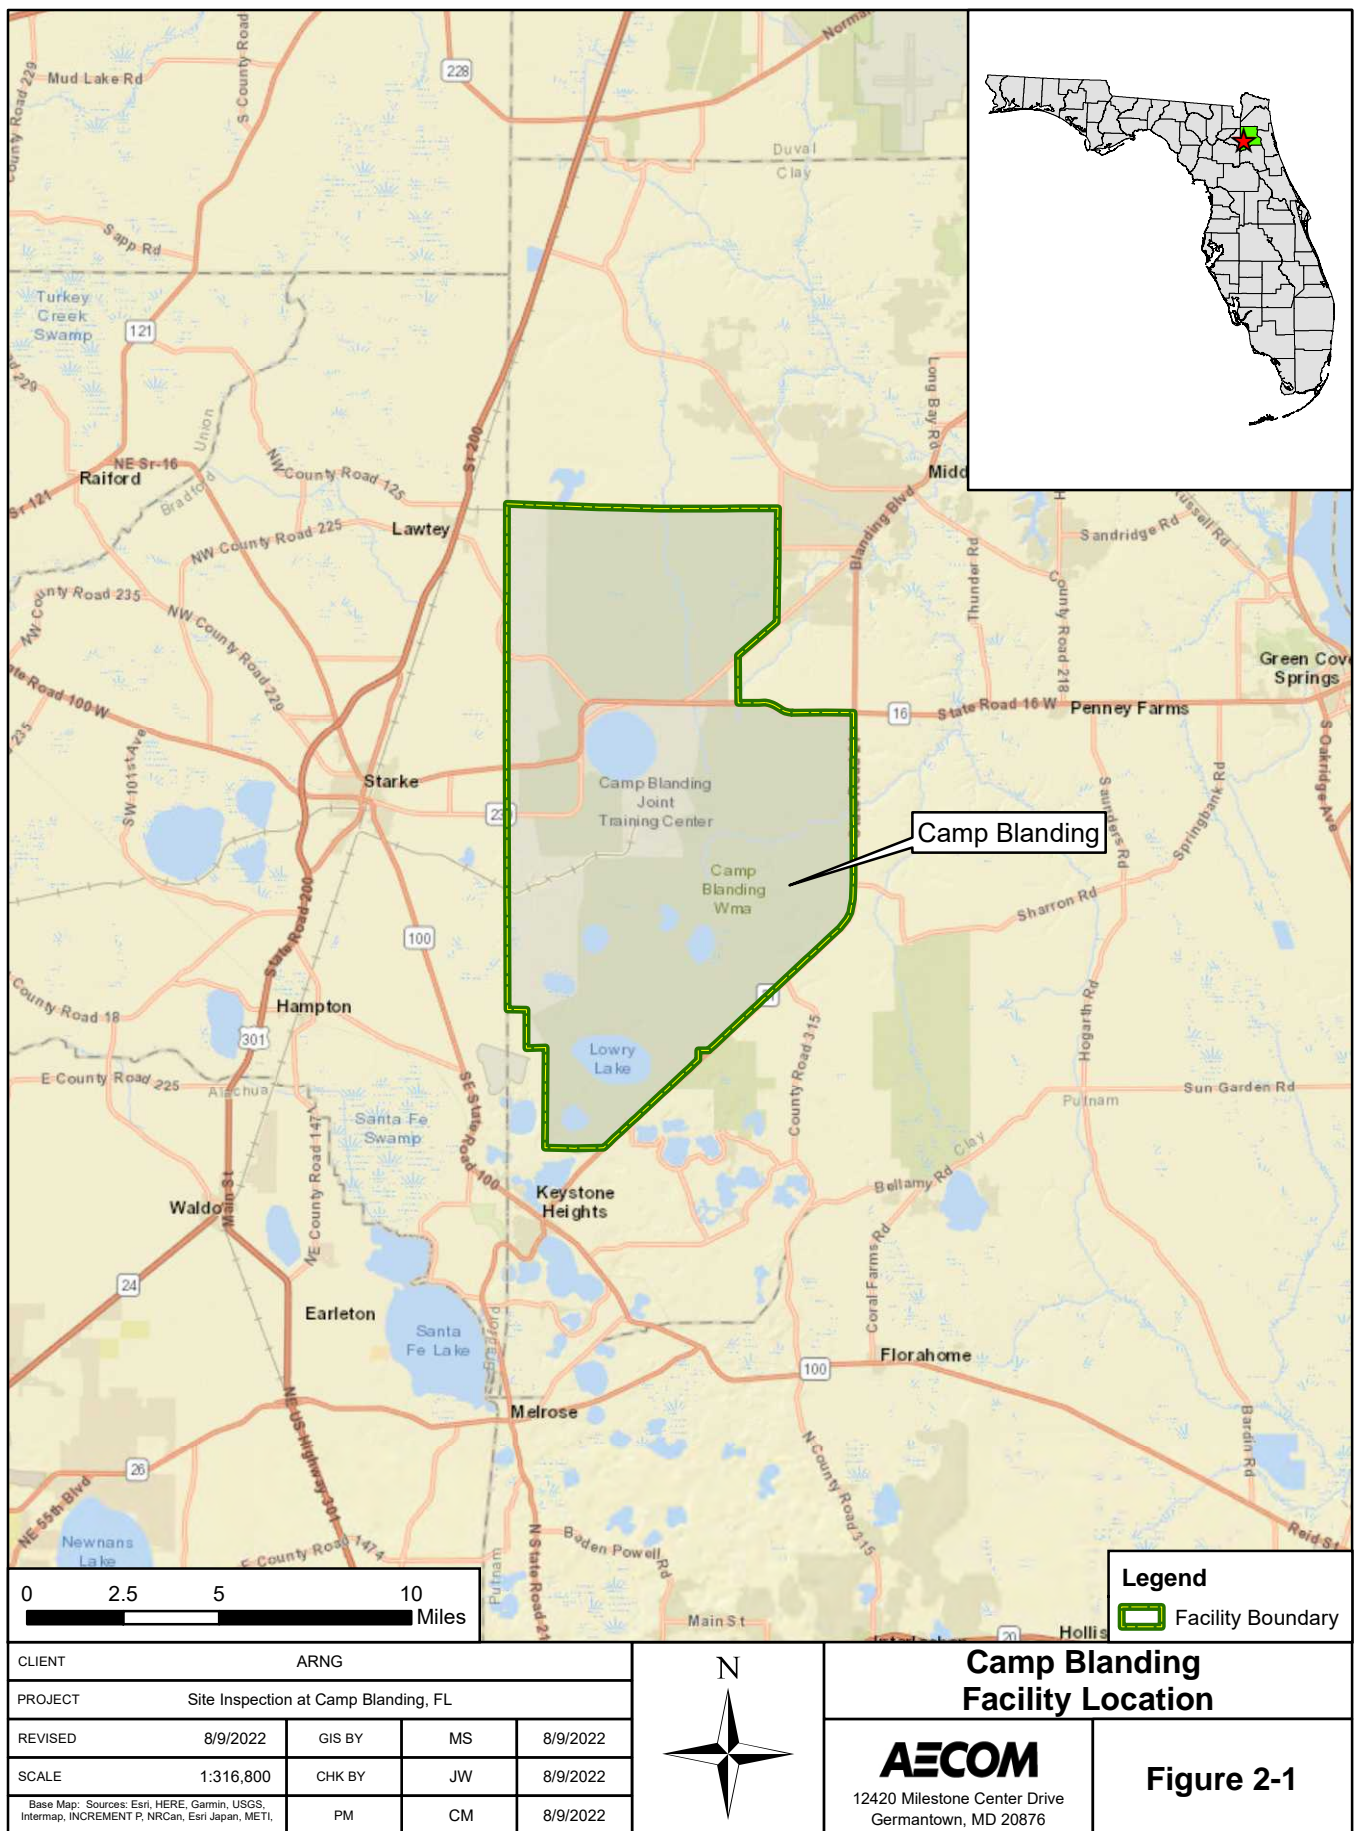 Mud Lake Rd
S County Road
County Road 229
228
Norma
Duval
Clay
Sapp Rd
Turkey
Creek
Swamp
121
Long Bay Rd
Union
Bradford
NE Sr-16
Raiford
Sr 121
NW County Road 125
Sr 200
Midd
NW County Road 225
Lawtey
Blanding Blvd
Sandridge Rd
Russell Rd
Thunder Rd
County Road 218
NW County Road 235
NW County Road 229
Green Cove
Springs
State Road 100 W
16
State Road 16 W
Penney Farms
S Oakridge Ave
SW 101st Ave
Starke
Camp Blanding
Joint
Training Center
Saunders Rd
Springbank Rd
Camp Blanding
Camp
Blanding
Wma
Sharron Rd
State Road 200
100
County Road 18
Hampton
301
Hogarth Rd
County Road 315
Lowry
Lake
E County Road 225
Alachua
Sun Garden Rd
Putnam
Santa Fe
Swamp
SE State Road 100
NE County Road 147
Clay
Bellamy Rd
Keystone
Heights
Waldo
Main St
Coral Farms Rd
24
Earleton
Santa
Fe Lake
Bradford
Florahome
100
Melrose
NE US Highway 301
N County Road 315
Bardin Rd
26
NE 55th Blvd
Newnans
Lake
E County Road 1474
Baden Powell Rd
Reid St
Putnam
N State Road 21
Main St
20
Hollis
0 2.5 5 10
Miles
Legend
Facility Boundary
CLIENT ARNG
PROJECT Site Inspection at Camp Blanding, FL
REVISED 8/9/2022 GIS BY MS 8/9/2022
SCALE 1:316,800 CHK BY JW 8/9/2022
Base Map: Sources: Esri, HERE, Garmin, USGS,
Intermap, INCREMENT P, NRCan, Esri Japan, METI,
PM CM 8/9/2022
N
Camp Blanding
Facility Location
AECOM
12420 Milestone Center Drive
Germantown, MD 20876
Figure 2-1